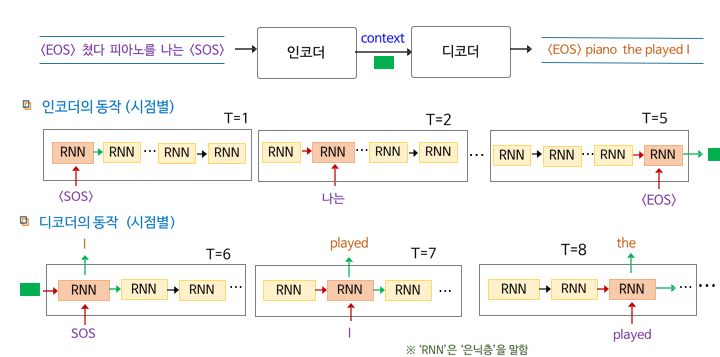 context
〈EOS〉 쳤다 피아노를 나는 〈SOS〉 인코더 디코더 〈EOS〉 piano the played I
인코더의 동작 (시점별)
T=1 T=2 T=5
RNN RNN ··· RNN RNN RNN RNN ··· RNN RNN ··· RNN RNN ··· RNN RNN
〈SOS〉 나는 〈EOS〉
디코더의 동작 (시점별)
I played the
T=6 T=7 T=8
RNN RNN RNN ··· RNN RNN RNN ··· RNN RNN RNN ··· ···
SOS I played
※ ‘RNN’은 ‘은닉층’을 말함